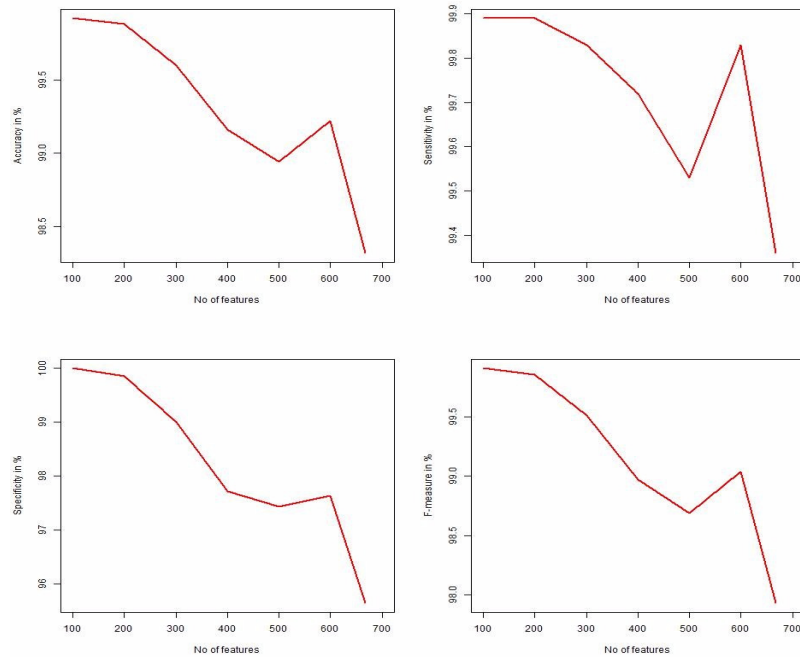 Accuracy in %
99.5
99.0
98.5
100 200 300 400 500 600 700
No of features
Sensitivity in %
99.9
99.8
99.7
99.6
99.5
99.4
100 200 300 400 500 600 700
No of features
Specificity in %
100
99
98
97
96
100 200 300 400 500 600 700
No of features
F-measure in %
99.5
99.0
98.5
98.0
100 200 300 400 500 600 700
No of features